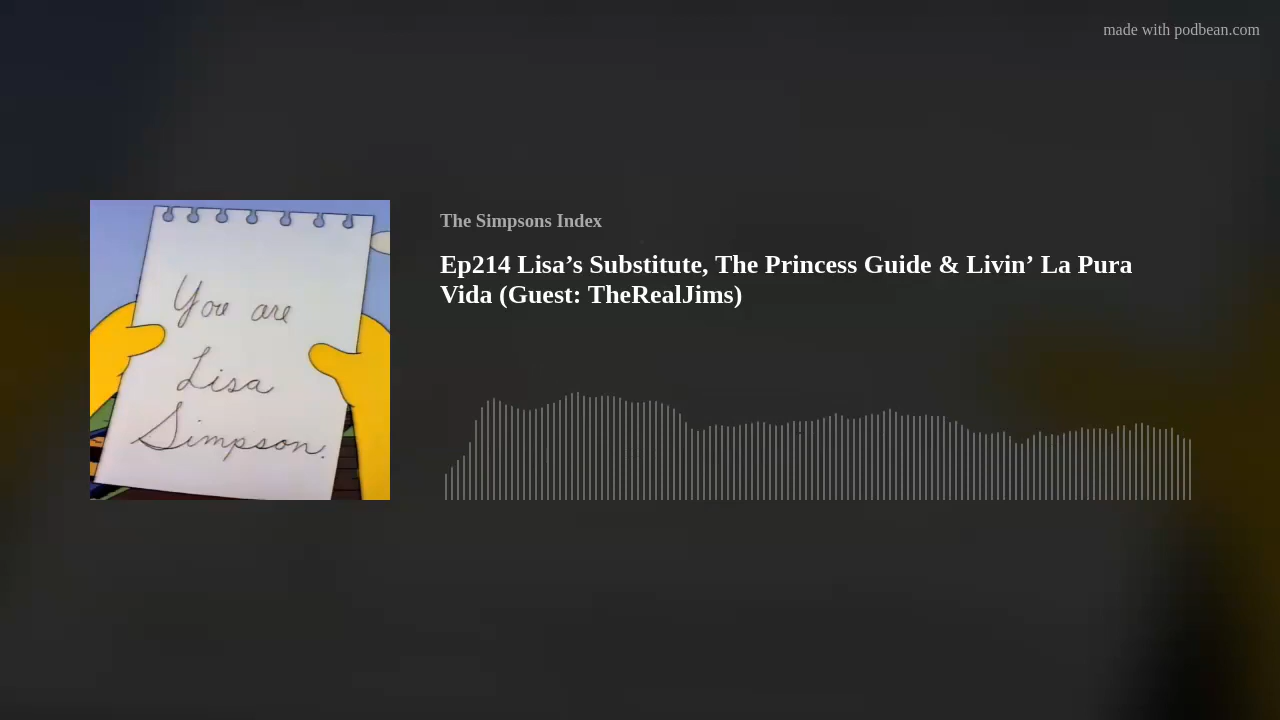 made with podbean.com
You are
Lisa
Simpson.
The Simpsons Index
Ep214 Lisa’s Substitute, The Princess Guide & Livin’ La Pura
Vida (Guest: TheRealJims)